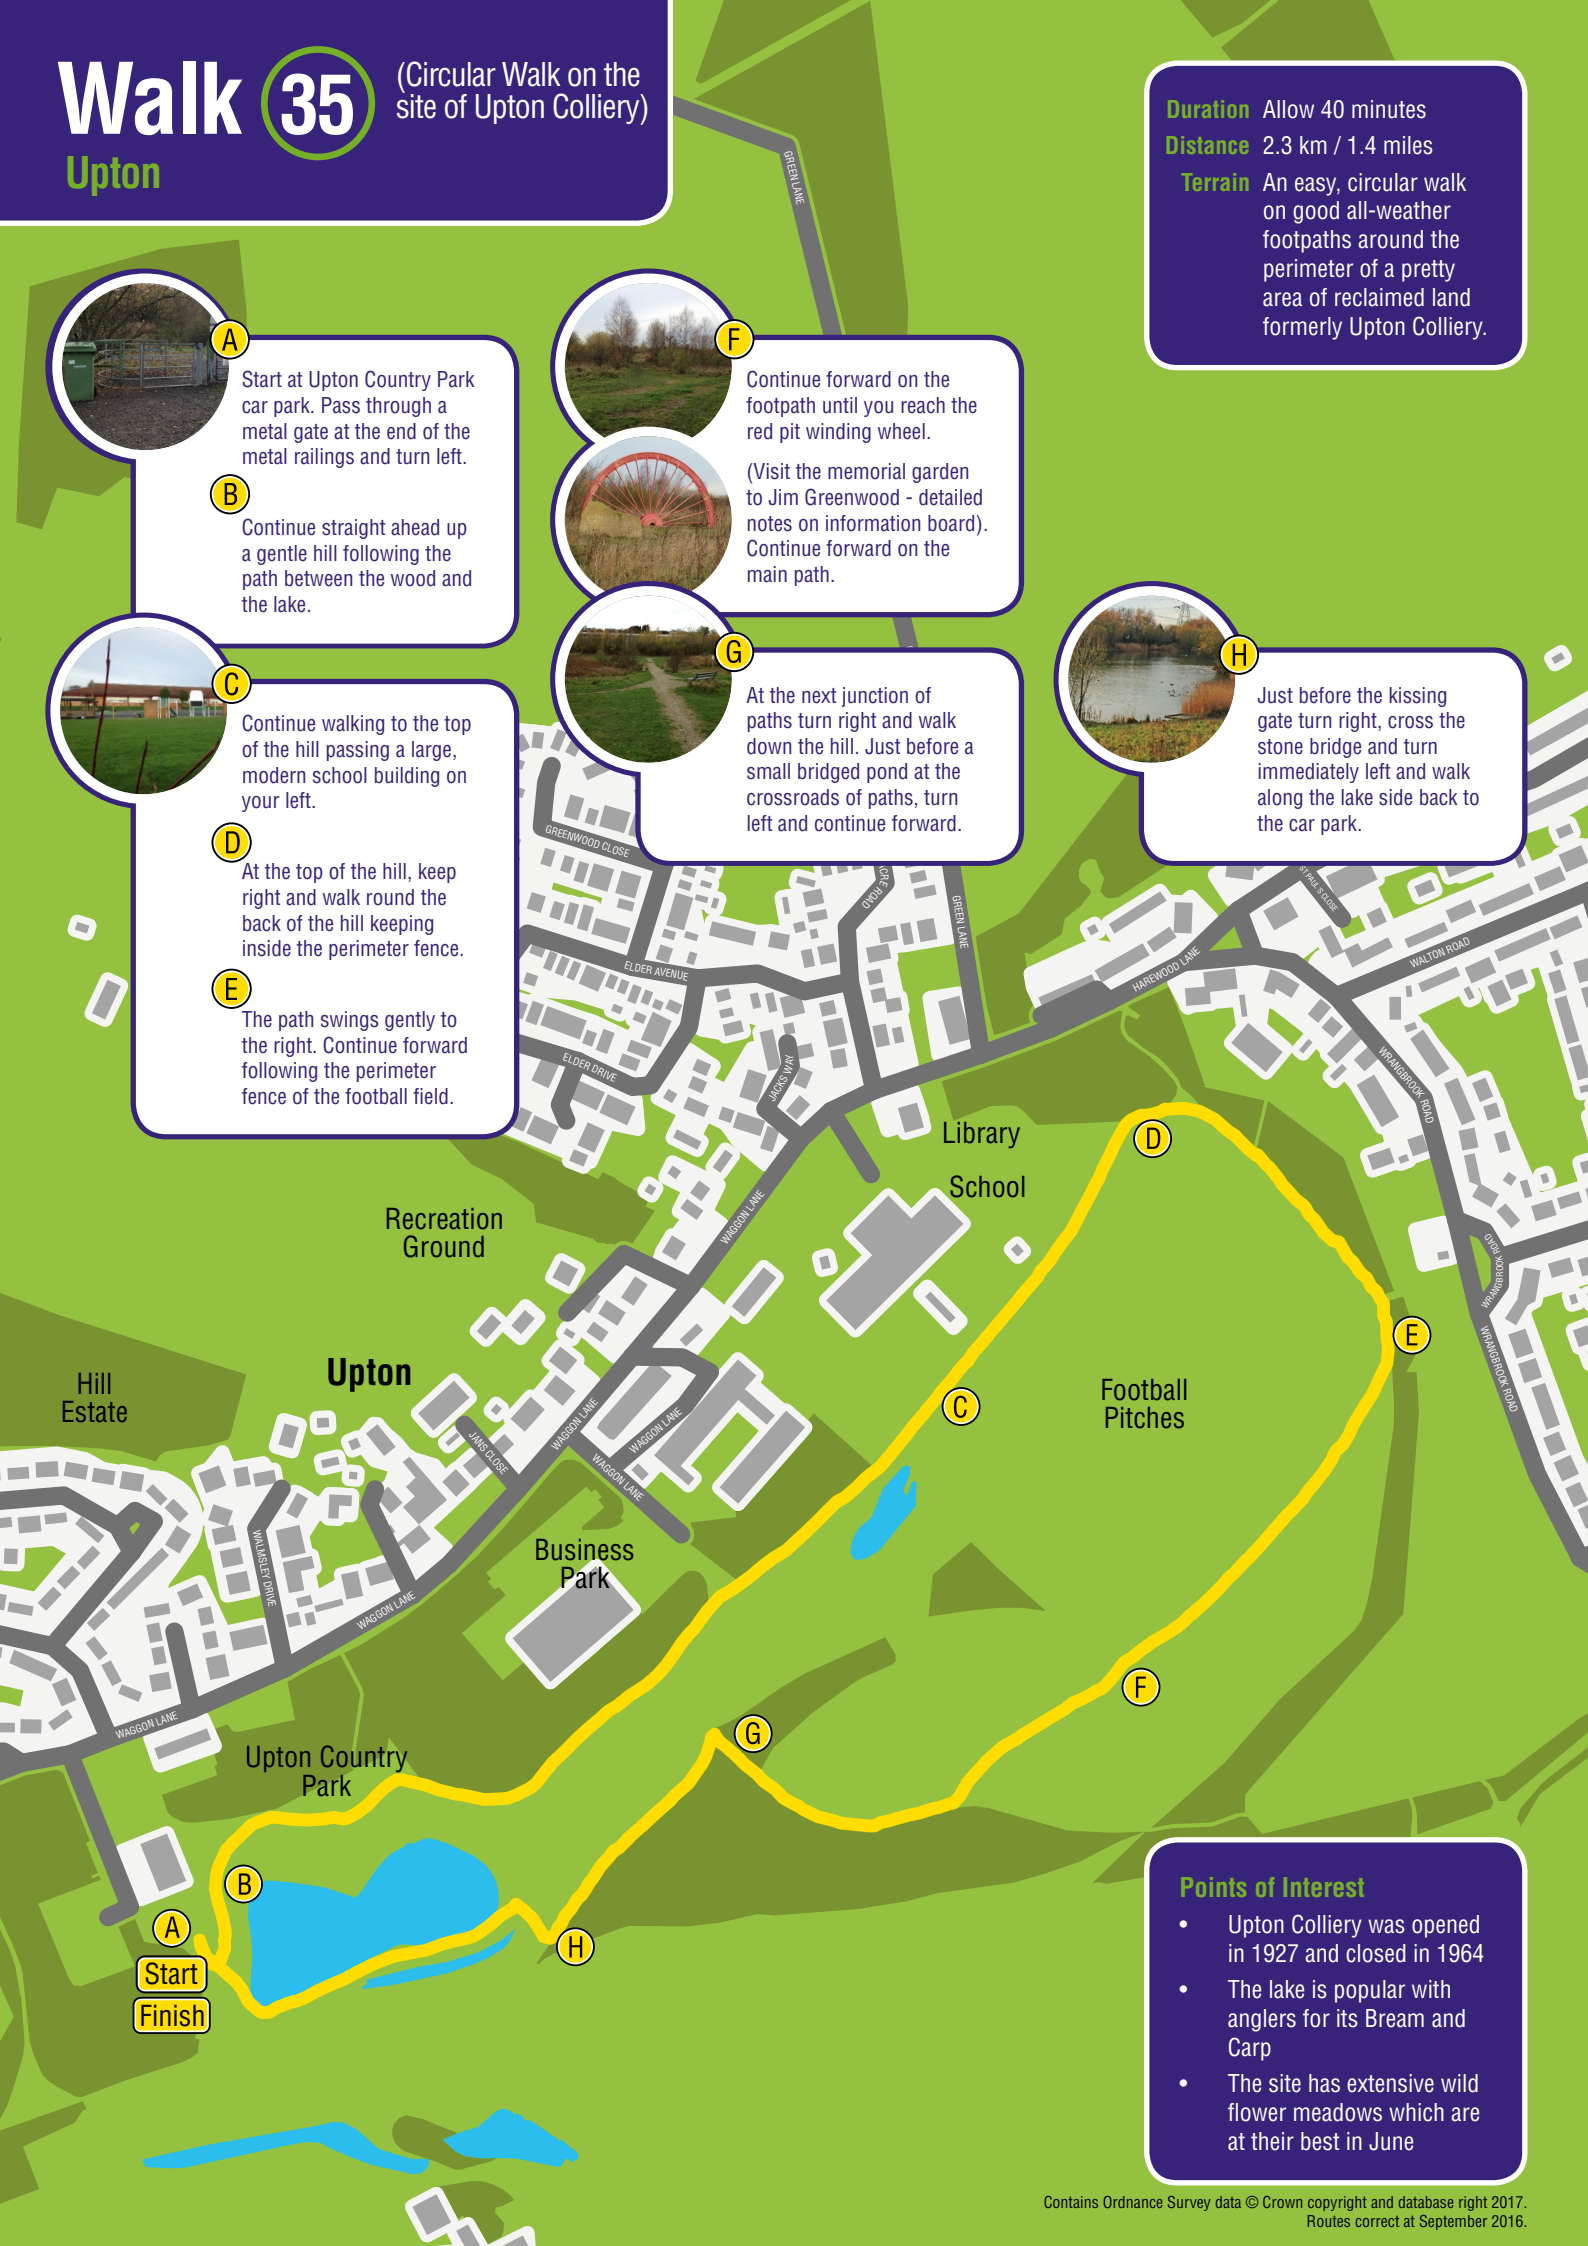 Walk 35
(Circular Walk on the
site of Upton Colliery)
Upton
Duration Allow 40 minutes
Distance 2.3 km / 1.4 miles
Terrain An easy, circular walk
on good all-weather
footpaths around the
perimeter of a pretty
area of reclaimed land
formerly Upton Colliery.
A
Start at Upton Country Park
car park. Pass through a
metal gate at the end of the
metal railings and turn left.
B
Continue straight ahead up
a gentle hill following the
path between the wood and
the lake.
C
Continue walking to the top
of the hill passing a large,
modern school building on
your left.
D
At the top of the hill, keep
right and walk round the
back of the hill keeping
inside the perimeter fence.
E
The path swings gently to
the right. Continue forward
following the perimeter
fence of the football field.
F
Continue forward on the
footpath until you reach the
red pit winding wheel.
(Visit the memorial garden
to Jim Greenwood - detailed
notes on information board).
Continue forward on the
main path.
G
At the next junction of
paths turn right and walk
down the hill. Just before a
small bridged pond at the
crossroads of paths, turn
left and continue forward.
H
Just before the kissing
gate turn right, cross the
stone bridge and turn
immediately left and walk
along the lake side back to
the car park.
GREEN LANE
GREENWOOD CLOSE
ACRE ROAD
GREEN LANE
ST PAUL'S CLOSE
ELDER AVENUE
HAREWOOD LANE
WALTON ROAD
ELDER DRIVE
JACKS WAY
WRANGBROOK ROAD
Library
School
D
WAGGON LANE
Recreation
Ground
WRANGBROOK ROAD
E
WRANGBROOK ROAD
Upton
Hill
Estate
Football
Pitches
C
WAGGON LANE
WAGGON LANE
JANS CLOSE
WAGGON LANE
WALMSLEY DRIVE
Business
Park
WAGGON LANE
F
WAGGON LANE
G
Upton Country
Park
B
A
H
Start
Finish
Points of Interest
• Upton Colliery was opened
in 1927 and closed in 1964
• The lake is popular with
anglers for its Bream and
Carp
• The site has extensive wild
flower meadows which are
at their best in June
Contains Ordnance Survey data © Crown copyright and database right 2017.
Routes correct at September 2016.